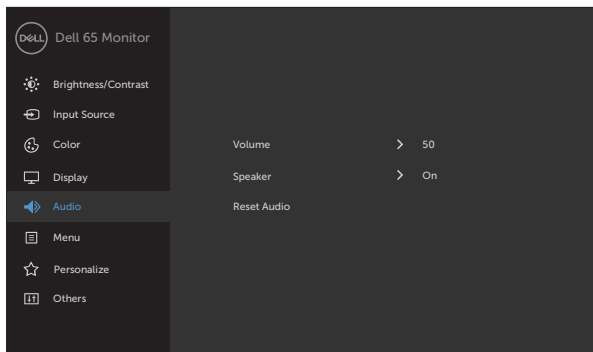 DELL Dell 65 Monitor
Brightness/Contrast
Input Source
Color
Display
Audio
Menu
Personalize
Others
Volume 50
Speaker On
Reset Audio